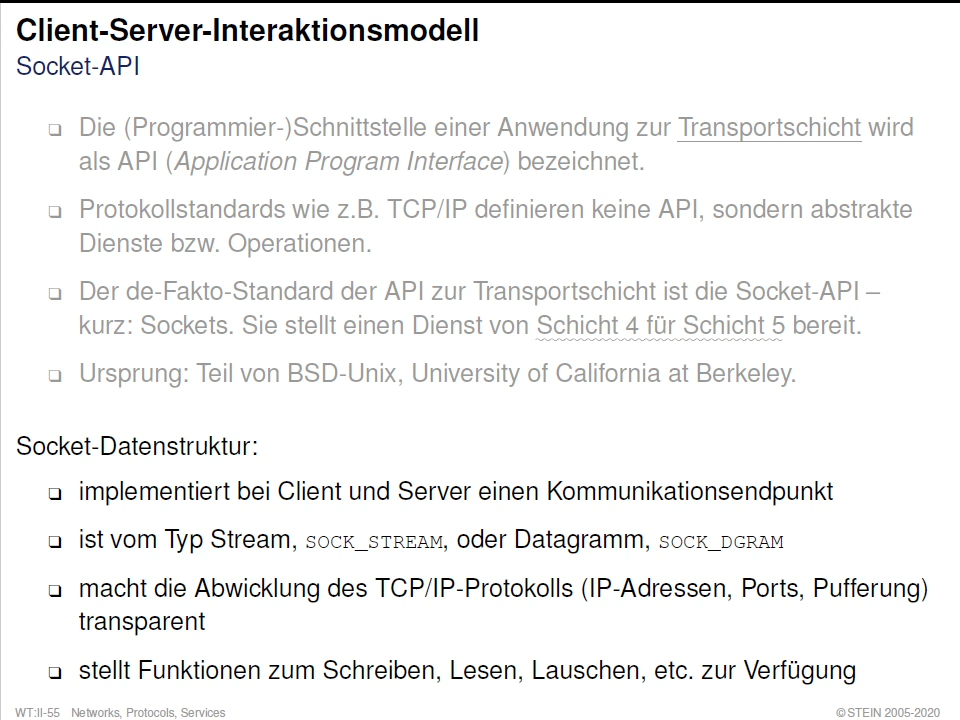 Client-Server-Interaktionsmodell
Socket-API
❑ Die (Programmier-)Schnittstelle einer Anwendung zur Transportschicht wird
als API (Application Program Interface) bezeichnet.
❑ Protokollstandards wie z.B. TCP/IP definieren keine API, sondern abstrakte
Dienste bzw. Operationen.
❑ Der de-Fakto-Standard der API zur Transportschicht ist die Socket-API –
kurz: Sockets. Sie stellt einen Dienst von Schicht 4 für Schicht 5 bereit.
❑ Ursprung: Teil von BSD-Unix, University of California at Berkeley.
Socket-Datenstruktur:
❑ implementiert bei Client und Server einen Kommunikationsendpunkt
❑ ist vom Typ Stream, SOCK_STREAM, oder Datagramm, SOCK_DGRAM
❑ macht die Abwicklung des TCP/IP-Protokolls (IP-Adressen, Ports, Pufferung)
transparent
❑ stellt Funktionen zum Schreiben, Lesen, Lauschen, etc. zur Verfügung
WT:II-55 Networks, Protocols, Services © STEIN 2005-2020